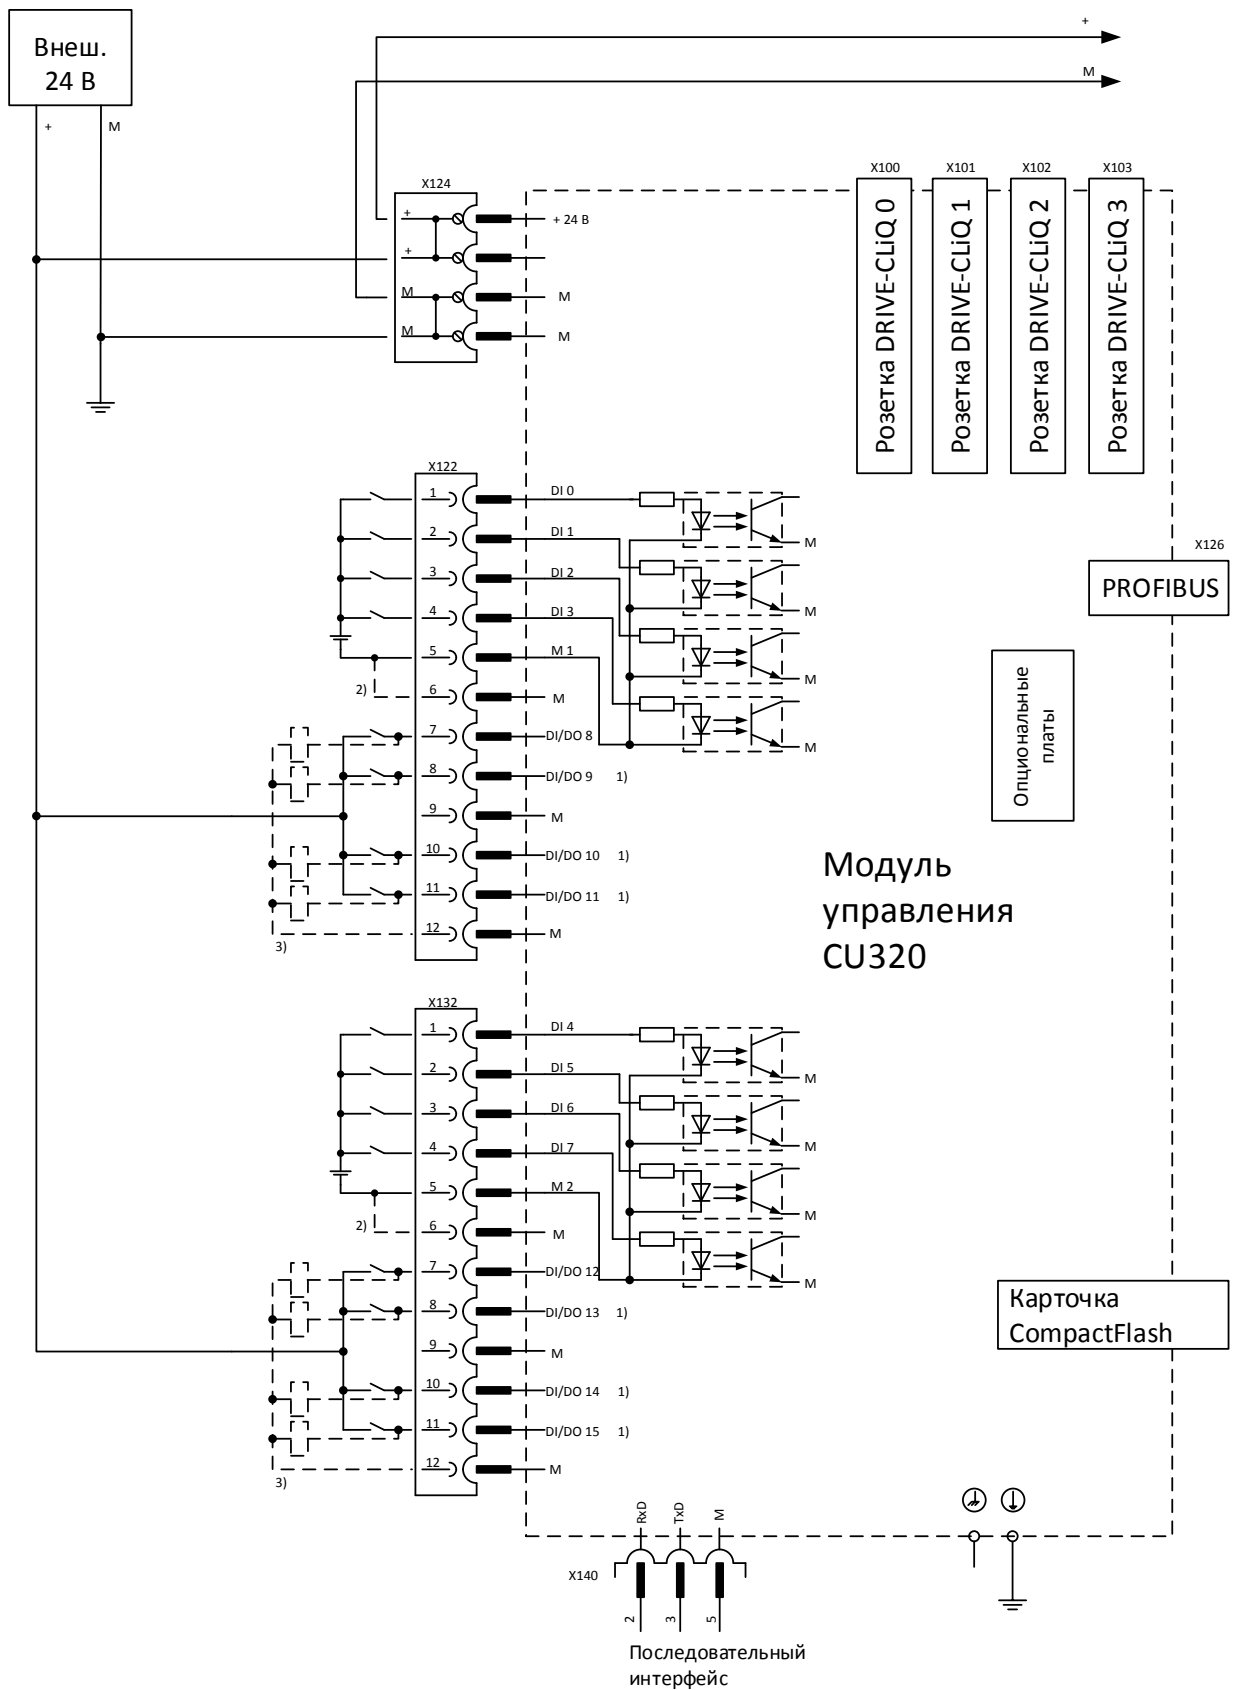 Внеш.
24 В
+
М
+
М
X124
+
+ 24 В
+
М
М
М
М
X100
X101
X102
X103
Розетка DRIVE-CLiQ 0
Розетка DRIVE-CLiQ 1
Розетка DRIVE-CLiQ 2
Розетка DRIVE-CLiQ 3
X122
1
DI 0
М
2
DI 1
3
DI 2
М
4
DI 3
5
М 1
М
2)
6
М
7
DI/DO 8
М
8
DI/DO 9 1)
9
М
10
DI/DO 10 1)
11
DI/DO 11 1)
12
М
3)
X126
PROFIBUS
Опциональные
платы
Модуль
управления
CU320
X132
1
DI 4
М
2
DI 5
3
DI 6
М
4
DI 7
5
М 2
М
2)
6
М
7
DI/DO 12
М
8
DI/DO 13 1)
9
М
10
DI/DO 14 1)
11
DI/DO 15 1)
12
М
3)
Карточка
CompactFlash
RxD
TxD
М
X140
2
3
5
Последовательный
интерфейс